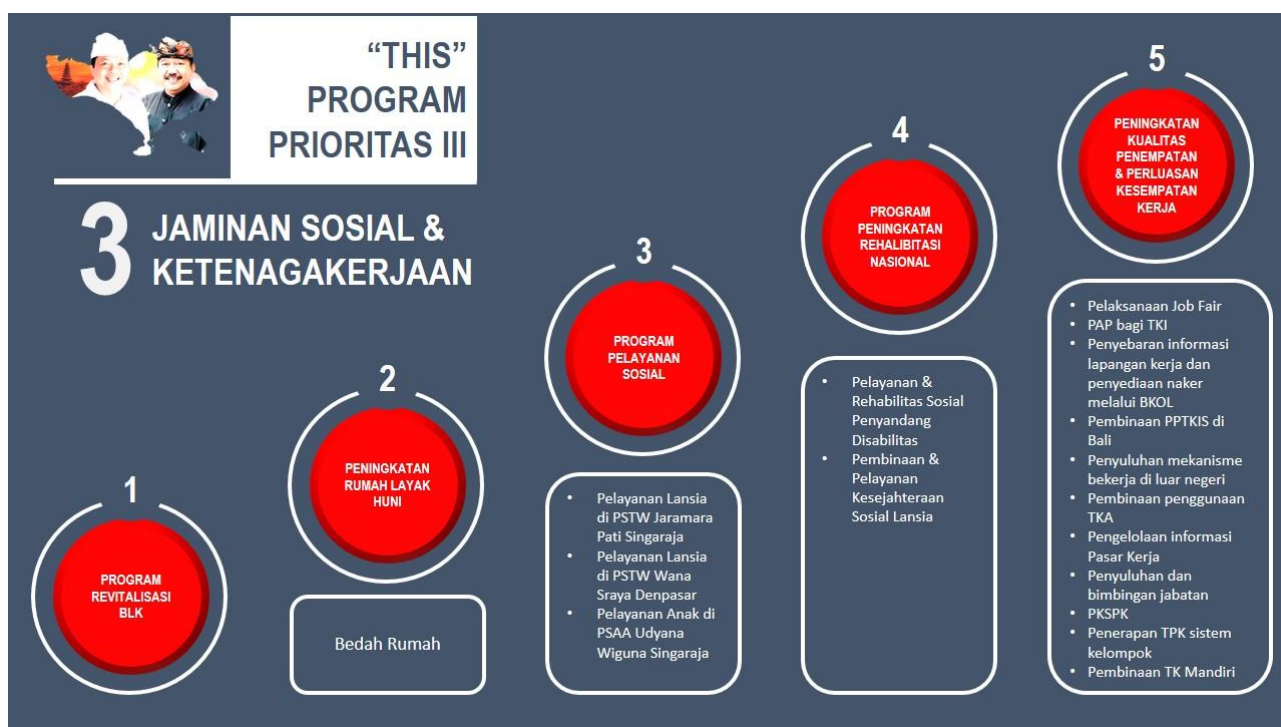 “THIS”
PROGRAM
PRIORITAS III
3
JAMINAN SOSIAL &
KETENAGAKERJAAN
1
PROGRAM
REVITALISASI
BLK
2
PENINGKATAN
RUMAH LAYAK
HUNI
Bedah Rumah
3
PROGRAM
PELAYANAN
SOSIAL
• Pelayanan Lansia
di PSTW Jaramara
Pati Singaraja
• Pelayanan Lansia
di PSTW Wana
Sraya Denpasar
• Pelayanan Anak di
PSAA Udyana
Wiguna Singaraja
4
PROGRAM
PENINGKATAN
REHALIBITASI
NASIONAL
• Pelayanan &
Rehabilitas Sosial
Penyandang
Disabilitas
• Pembinaan &
Pelayanan
Kesejahteraan
Sosial Lansia
5
PENINGKATAN
KUALITAS
PENEMPATAN
& PERLUASAN
KESEMPATAN
KERJA
• Pelaksanaan Job Fair
• PAP bagi TKI
• Penyebaran informasi
lapangan kerja dan
penyediaan naker
melalui BKOL
• Pembinaan PPTKIS di
Bali
• Penyuluhan mekanisme
bekerja di luar negeri
• Pembinaan penggunaan
TKA
• Pengelolaan informasi
Pasar Kerja
• Penyuluhan dan
bimbingan jabatan
• PKSPK
• Penerapan TPK sistem
kelompok
• Pembinaan TK Mandiri